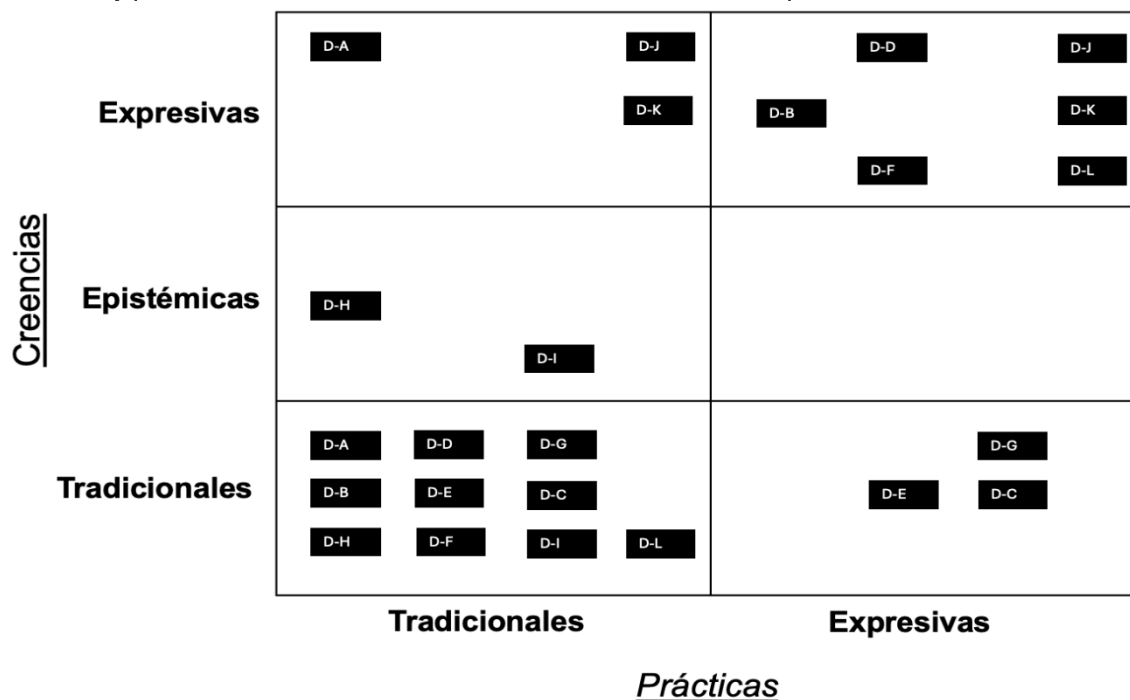 D-A D-J D-D D-J
Expresivas D-K D-B D-K
D-F D-L
Creencias
Epistémicas D-H
D-I
D-A D-D D-G D-G
Tradicionales D-B D-E D-C D-E D-C
D-H D-F D-I D-L
Tradicionales Expresivas
Prácticas